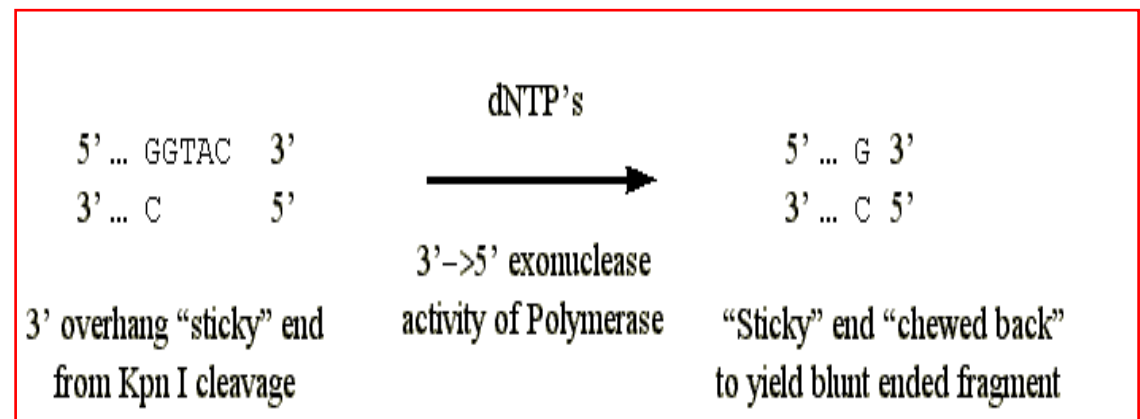 dNTP’s
5’ ... GGTAC 3’
3’ ... C 5’
5’ ... G 3’
3’ ... C 5’
3’–>5’ exonuclease
activity of Polymerase
3’ overhang “sticky” end
from Kpn I cleavage
“Sticky” end “chewed back”
to yield blunt ended fragment